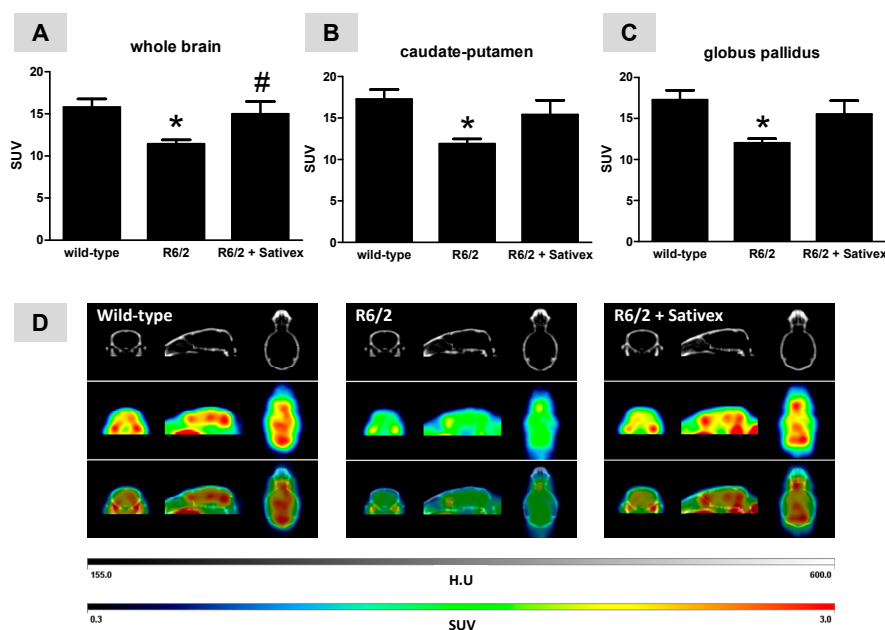 A
whole brain
SUV
20
15
10
5
0
*
#
wild-type
R6/2
R6/2 + Sativex
B
caudate-putamen
SUV
20
15
10
5
0
*
wild-type
R6/2
R6/2 + Sativex
C
globus pallidus
SUV
20
15
10
5
0
*
wild-type
R6/2
R6/2 + Sativex
D
Wild-type
R6/2
R6/2 + Sativex
155.0
H.U
600.0
0.3
SUV
3.0